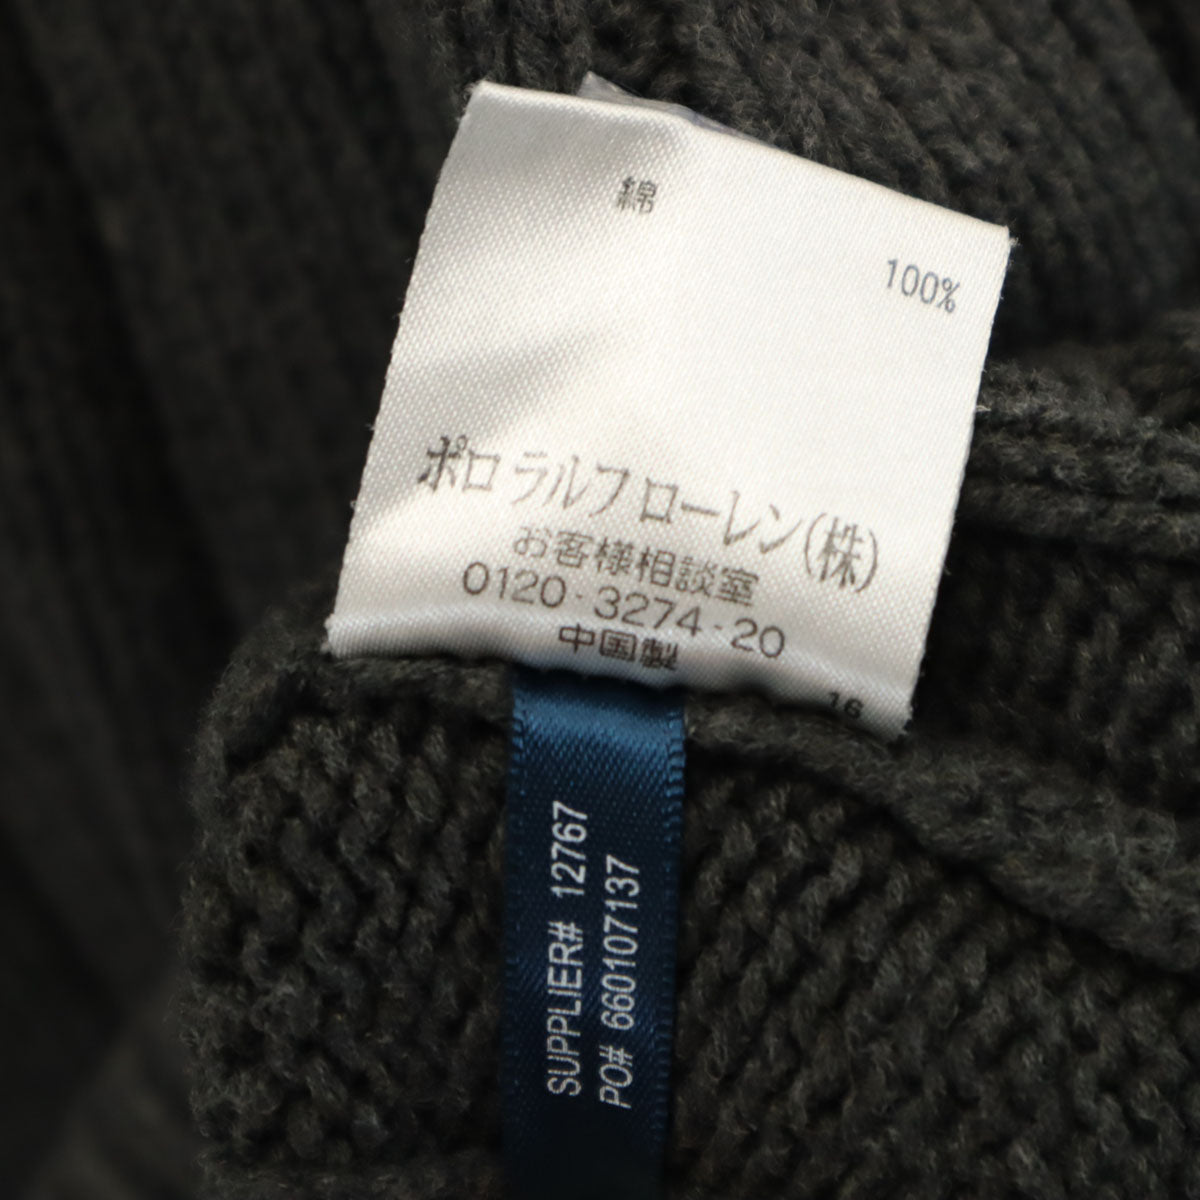 綿
100%
ポロ ラルフ ローレン(株)
お客様相談室
0120-3274-20
中国製
16
SUPPLIER# 12767
PO# 660107137